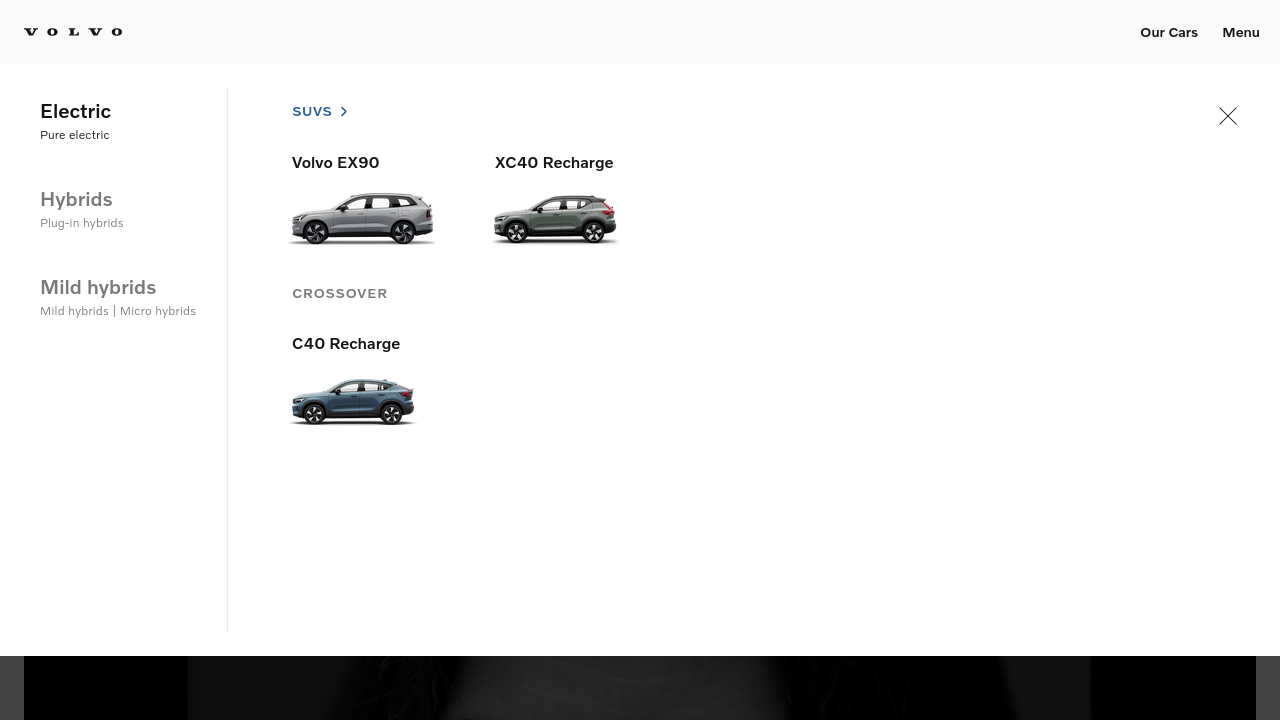 VOLVO
Our Cars
Menu
Electric
Pure electric
Hybrids
Plug-in hybrids
Mild hybrids
Mild hybrids | Micro hybrids
SUVS
Volvo EX90
XC40 Recharge
CROSSOVER
C40 Recharge